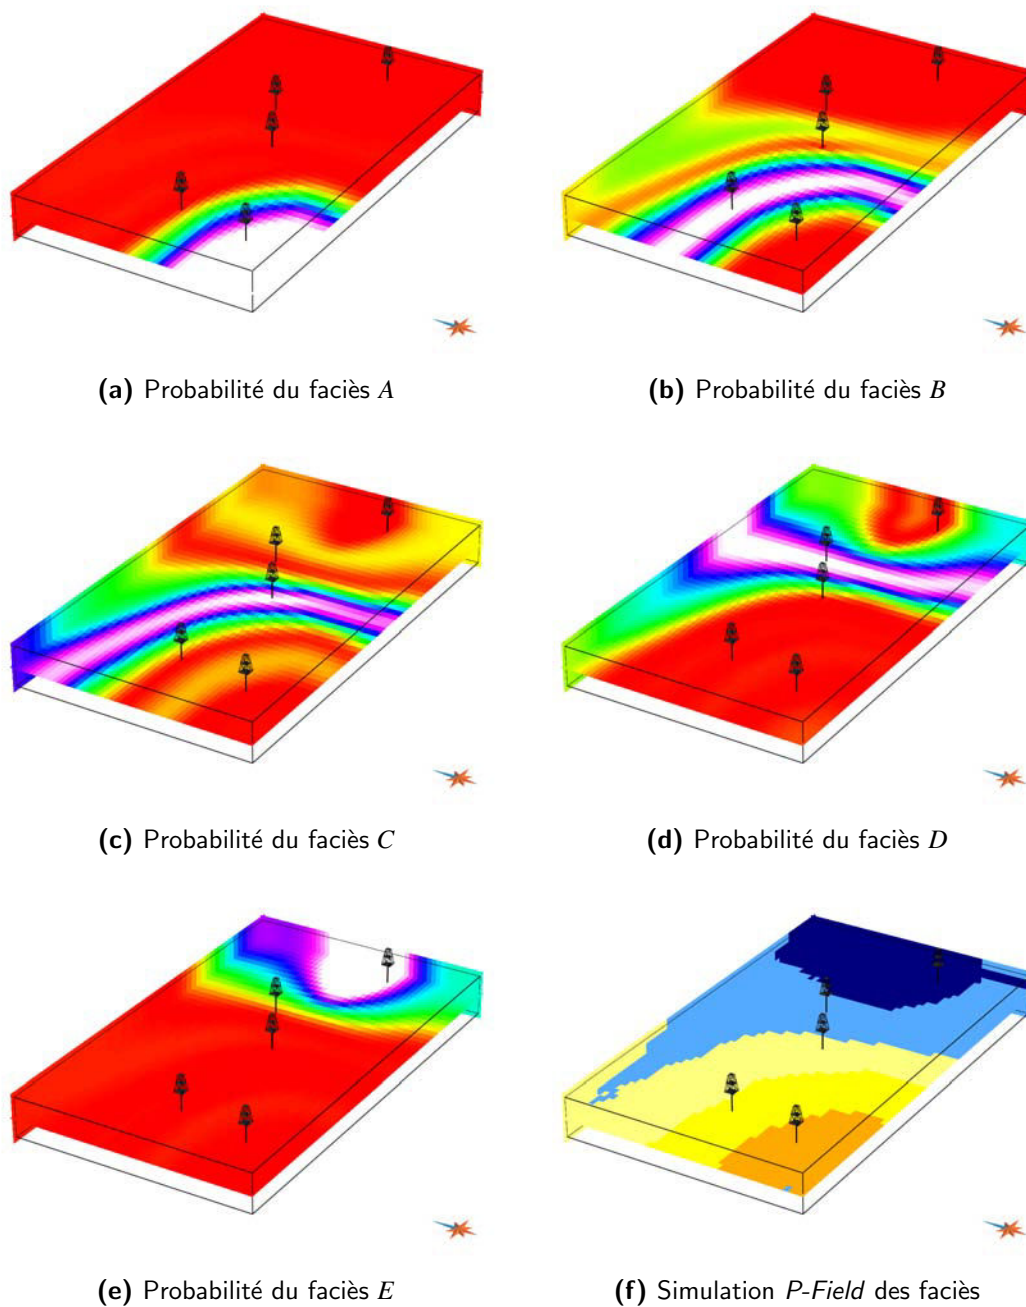 (a) Probabilité du faciès A
(b) Probabilité du faciès B
(c) Probabilité du faciès C
(d) Probabilité du faciès D
(e) Probabilité du faciès E
(f) Simulation P-Field des faciès